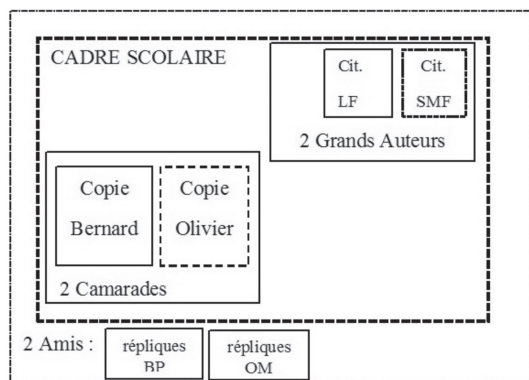 CADRE SCOLAIRE
Cit.
LF
Cit.
SMF
2 Grands Auteurs
Copie
Bernard
Copie
Olivier
2 Camarades
2 Amis :
répliques
BP
répliques
OM